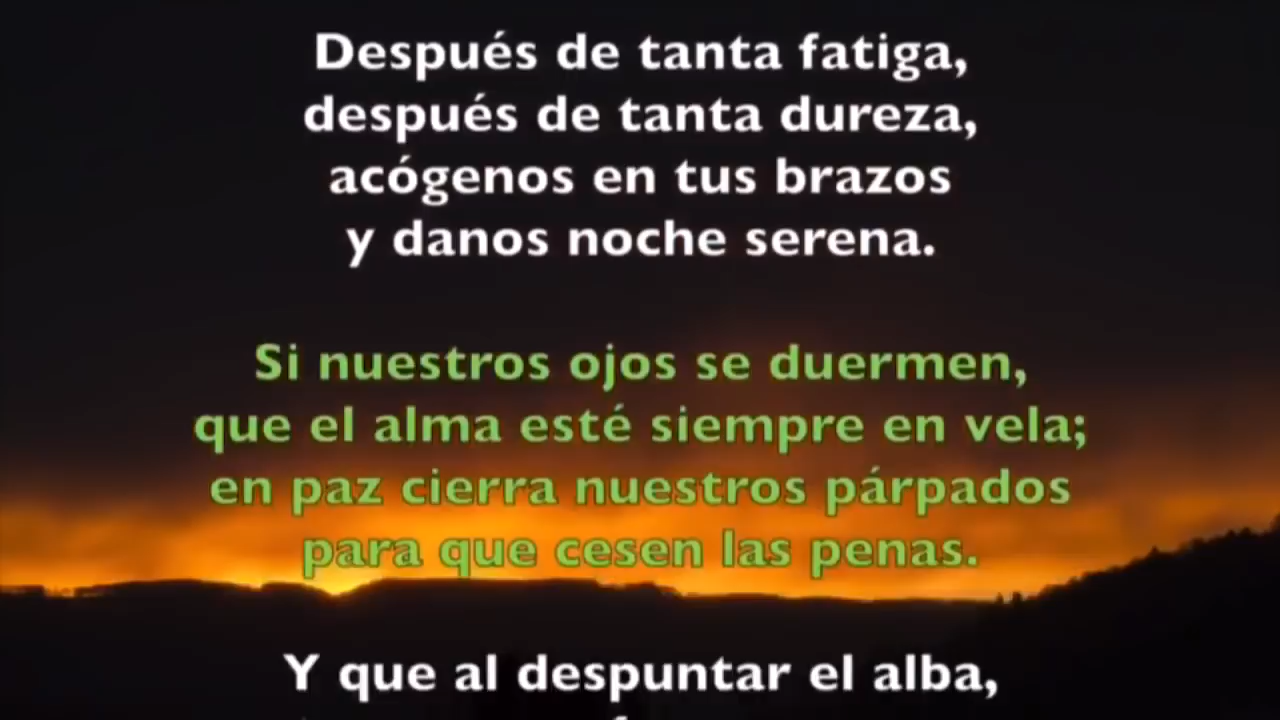 Después de tanta fatiga,
después de tanta dureza,
acógenos en tus brazos
y danos noche serena.
Si nuestros ojos se duermen,
que el alma esté siempre en vela;
en paz cierra nuestros párpados
para que cesen las penas.
Y que al despuntar el alba,